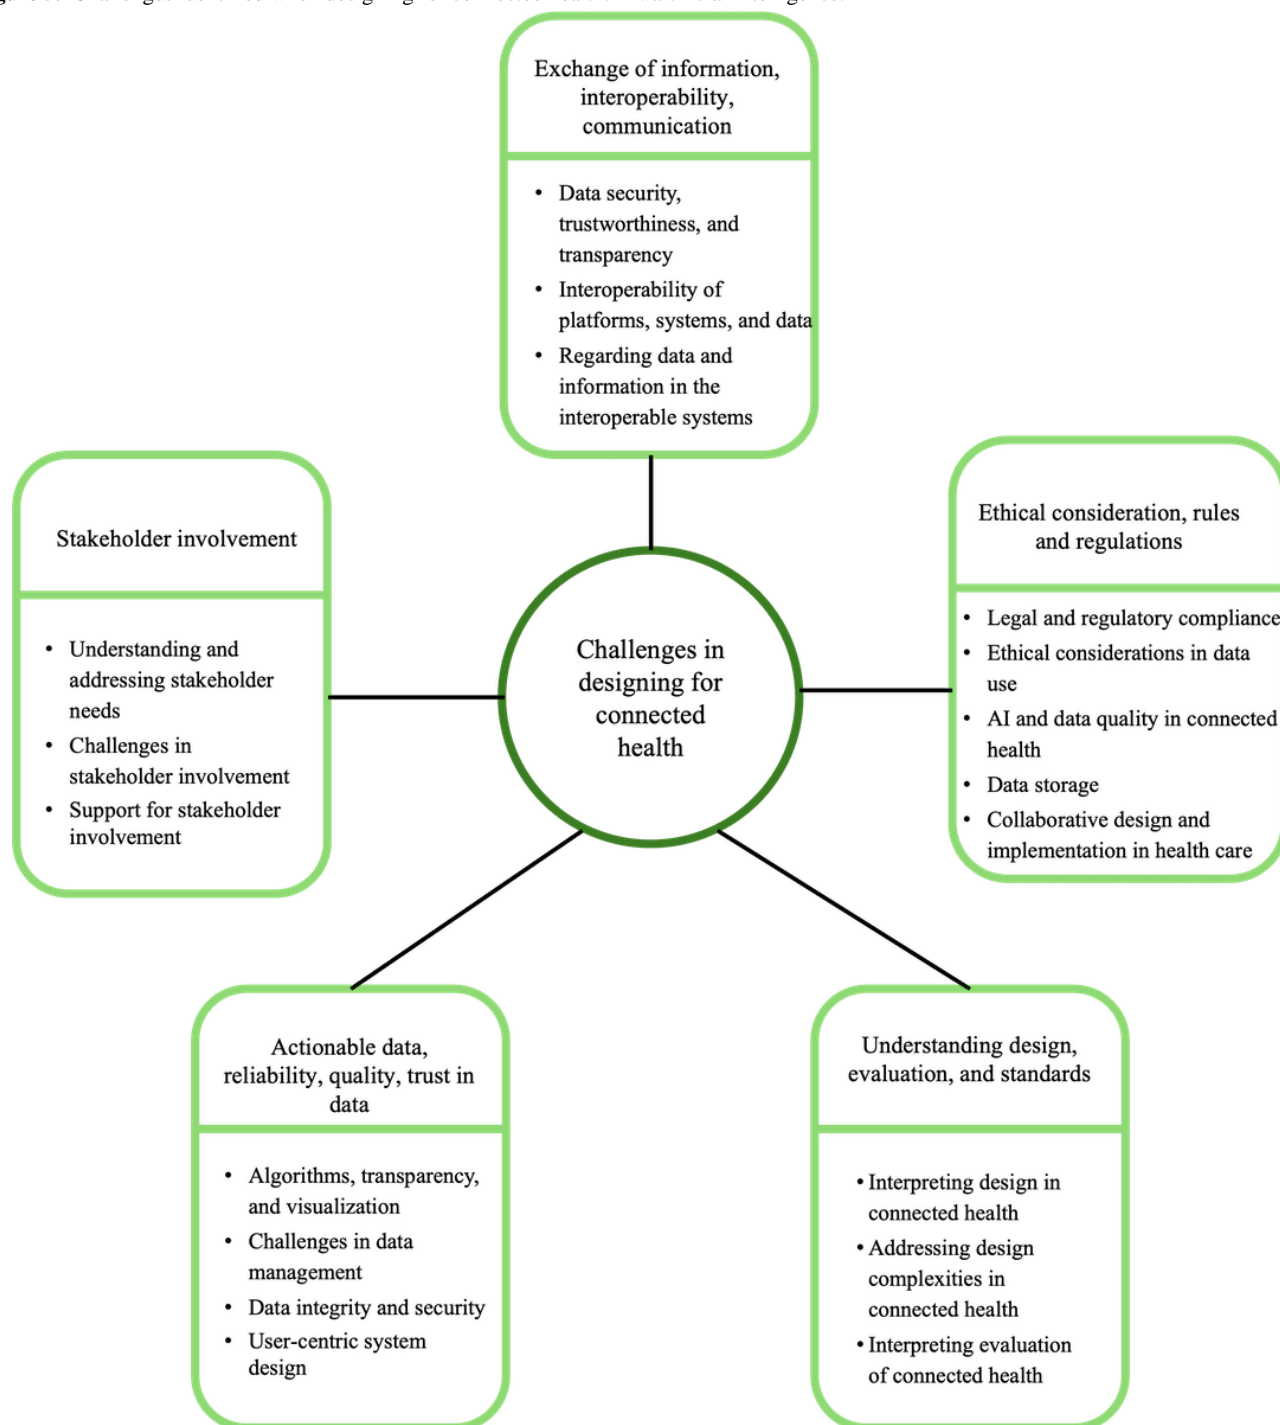 Exchange of information,
interoperability,
communication
• Data security,
trustworthiness, and
transparency
• Interoperability of
platforms, systems, and data
• Regarding data and
information in the
interoperable systems
Stakeholder involvement
• Understanding and
addressing stakeholder
needs
• Challenges in
stakeholder involvement
• Support for stakeholder
involvement
Challenges in
designing for
connected
health
Ethical consideration, rules
and regulations
• Legal and regulatory compliance
• Ethical considerations in data
use
• AI and data quality in connected
health
• Data storage
• Collaborative design and
implementation in health care
Actionable data,
reliability, quality, trust in
data
• Algorithms, transparency,
and visualization
• Challenges in data
management
• Data integrity and security
• User-centric system
design
Understanding design,
evaluation, and standards
• Interpreting design in
connected health
• Addressing design
complexities in
connected health
• Interpreting evaluation
of connected health